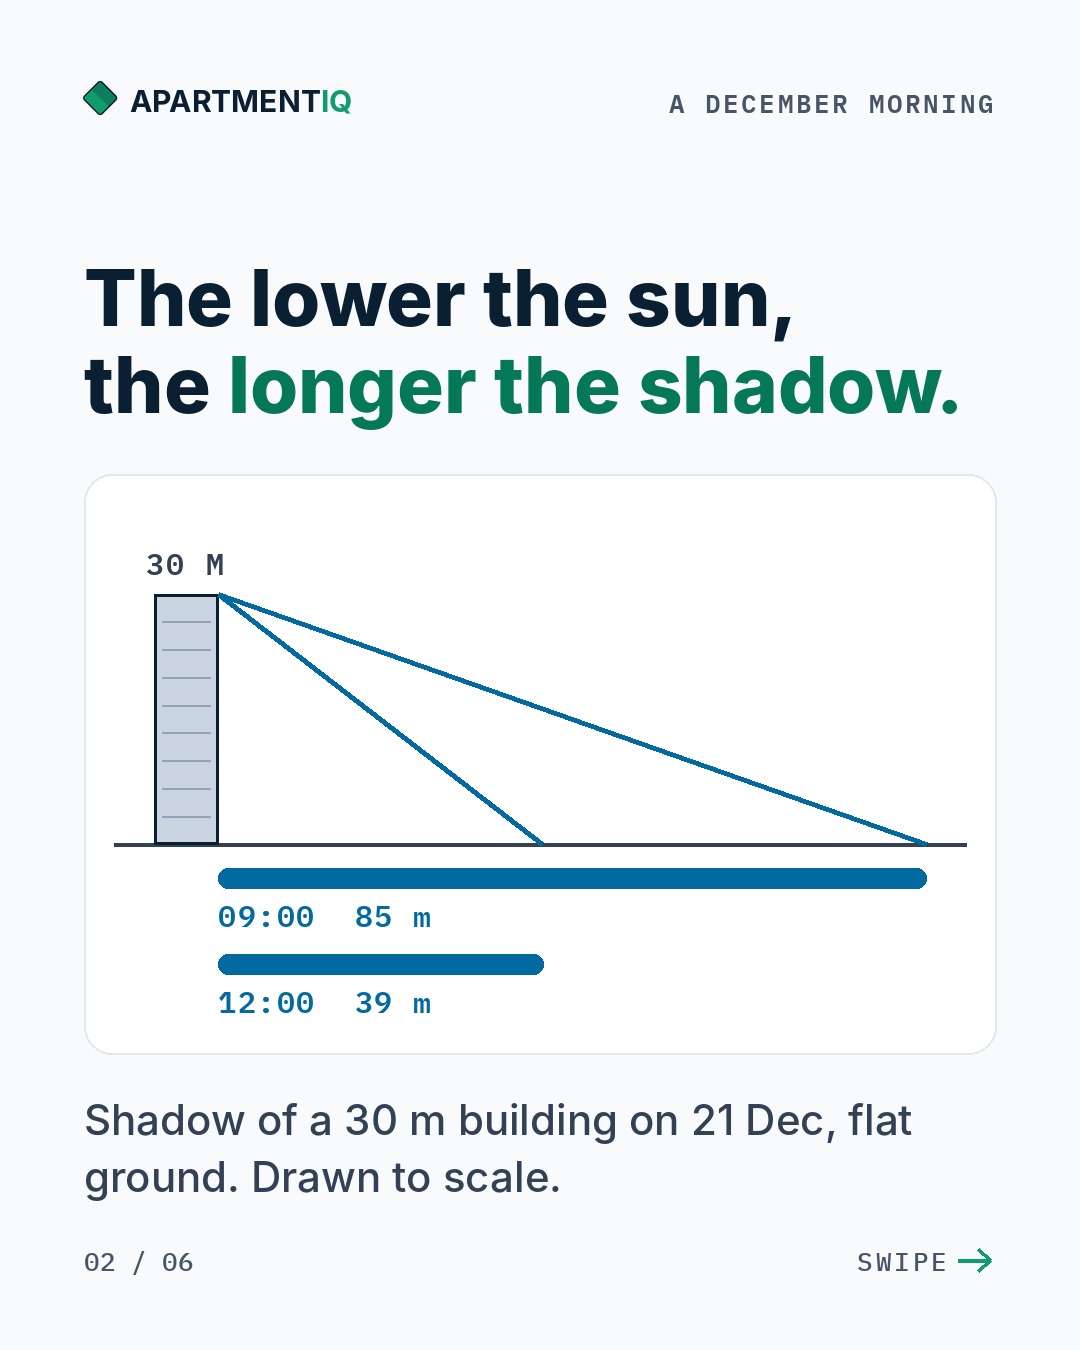 APARTMENTIQ
A DECEMBER MORNING
The lower the sun,
the longer the shadow.
30 M
09:00  85 m
12:00  39 m
Shadow of a 30 m building on 21 Dec, flat
ground. Drawn to scale.
02 / 06
SWIPE →